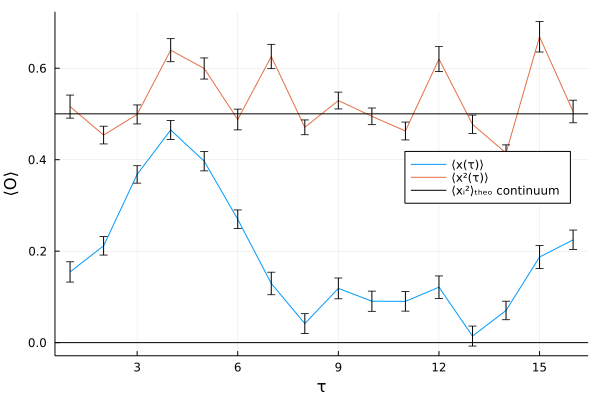 ⟨O⟩
0.6
0.4
0.2
0.0
⟨x(τ)⟩
⟨x²(τ)⟩
⟨xᵢ²⟩ₜₕₑₒ continuum
3 6 9 12 15
τ